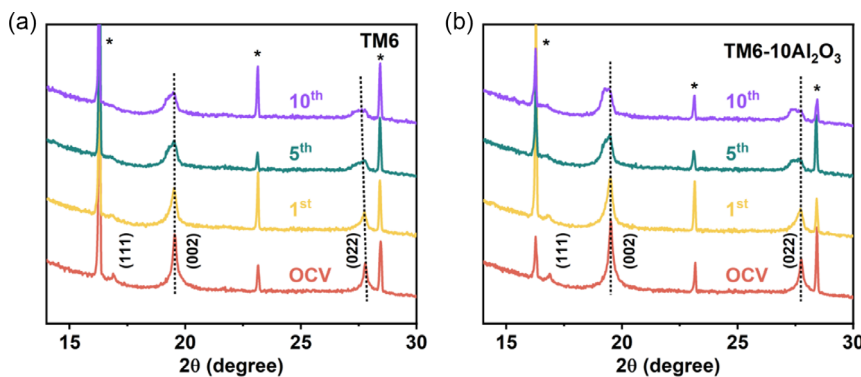 (a)
TM6
*
*
*
10th
5th
1st
(111)
(002)
(022)
OCV
15
20
25
30
2θ (degree)
(b)
TM6-10Al₂O₃
*
*
*
10th
5th
1st
(111)
(002)
(022)
OCV
15
20
25
30
2θ (degree)